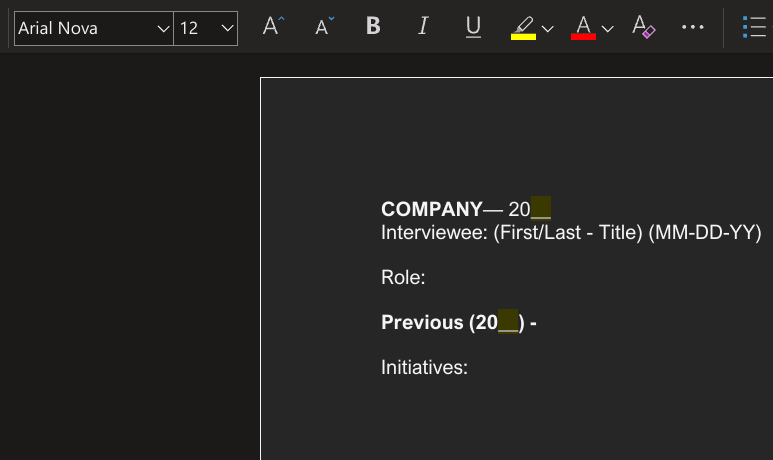 Arial Nova 12 A A B I U A A ...
COMPANY— 20__
Interviewee: (First/Last - Title) (MM-DD-YY)
Role:
Previous (20__) -
Initiatives: